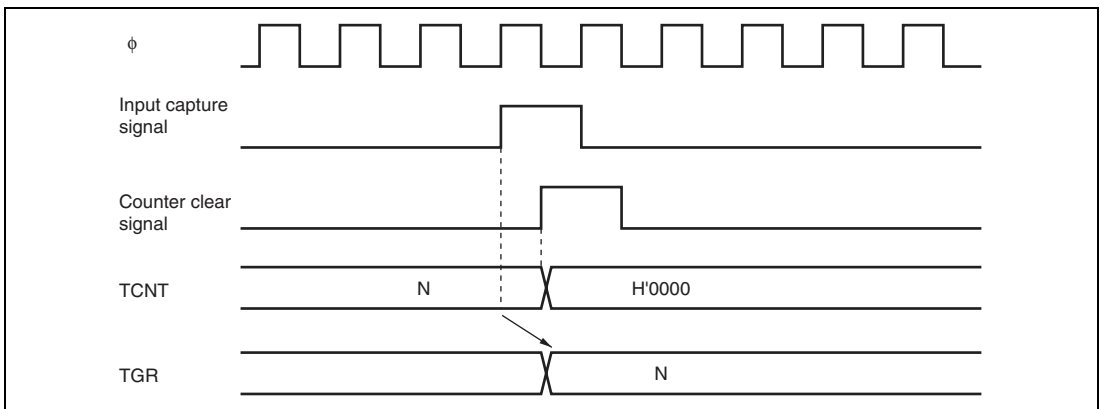 ϕ
Input capture
signal
Counter clear
signal
TCNT
N
H'0000
TGR
N